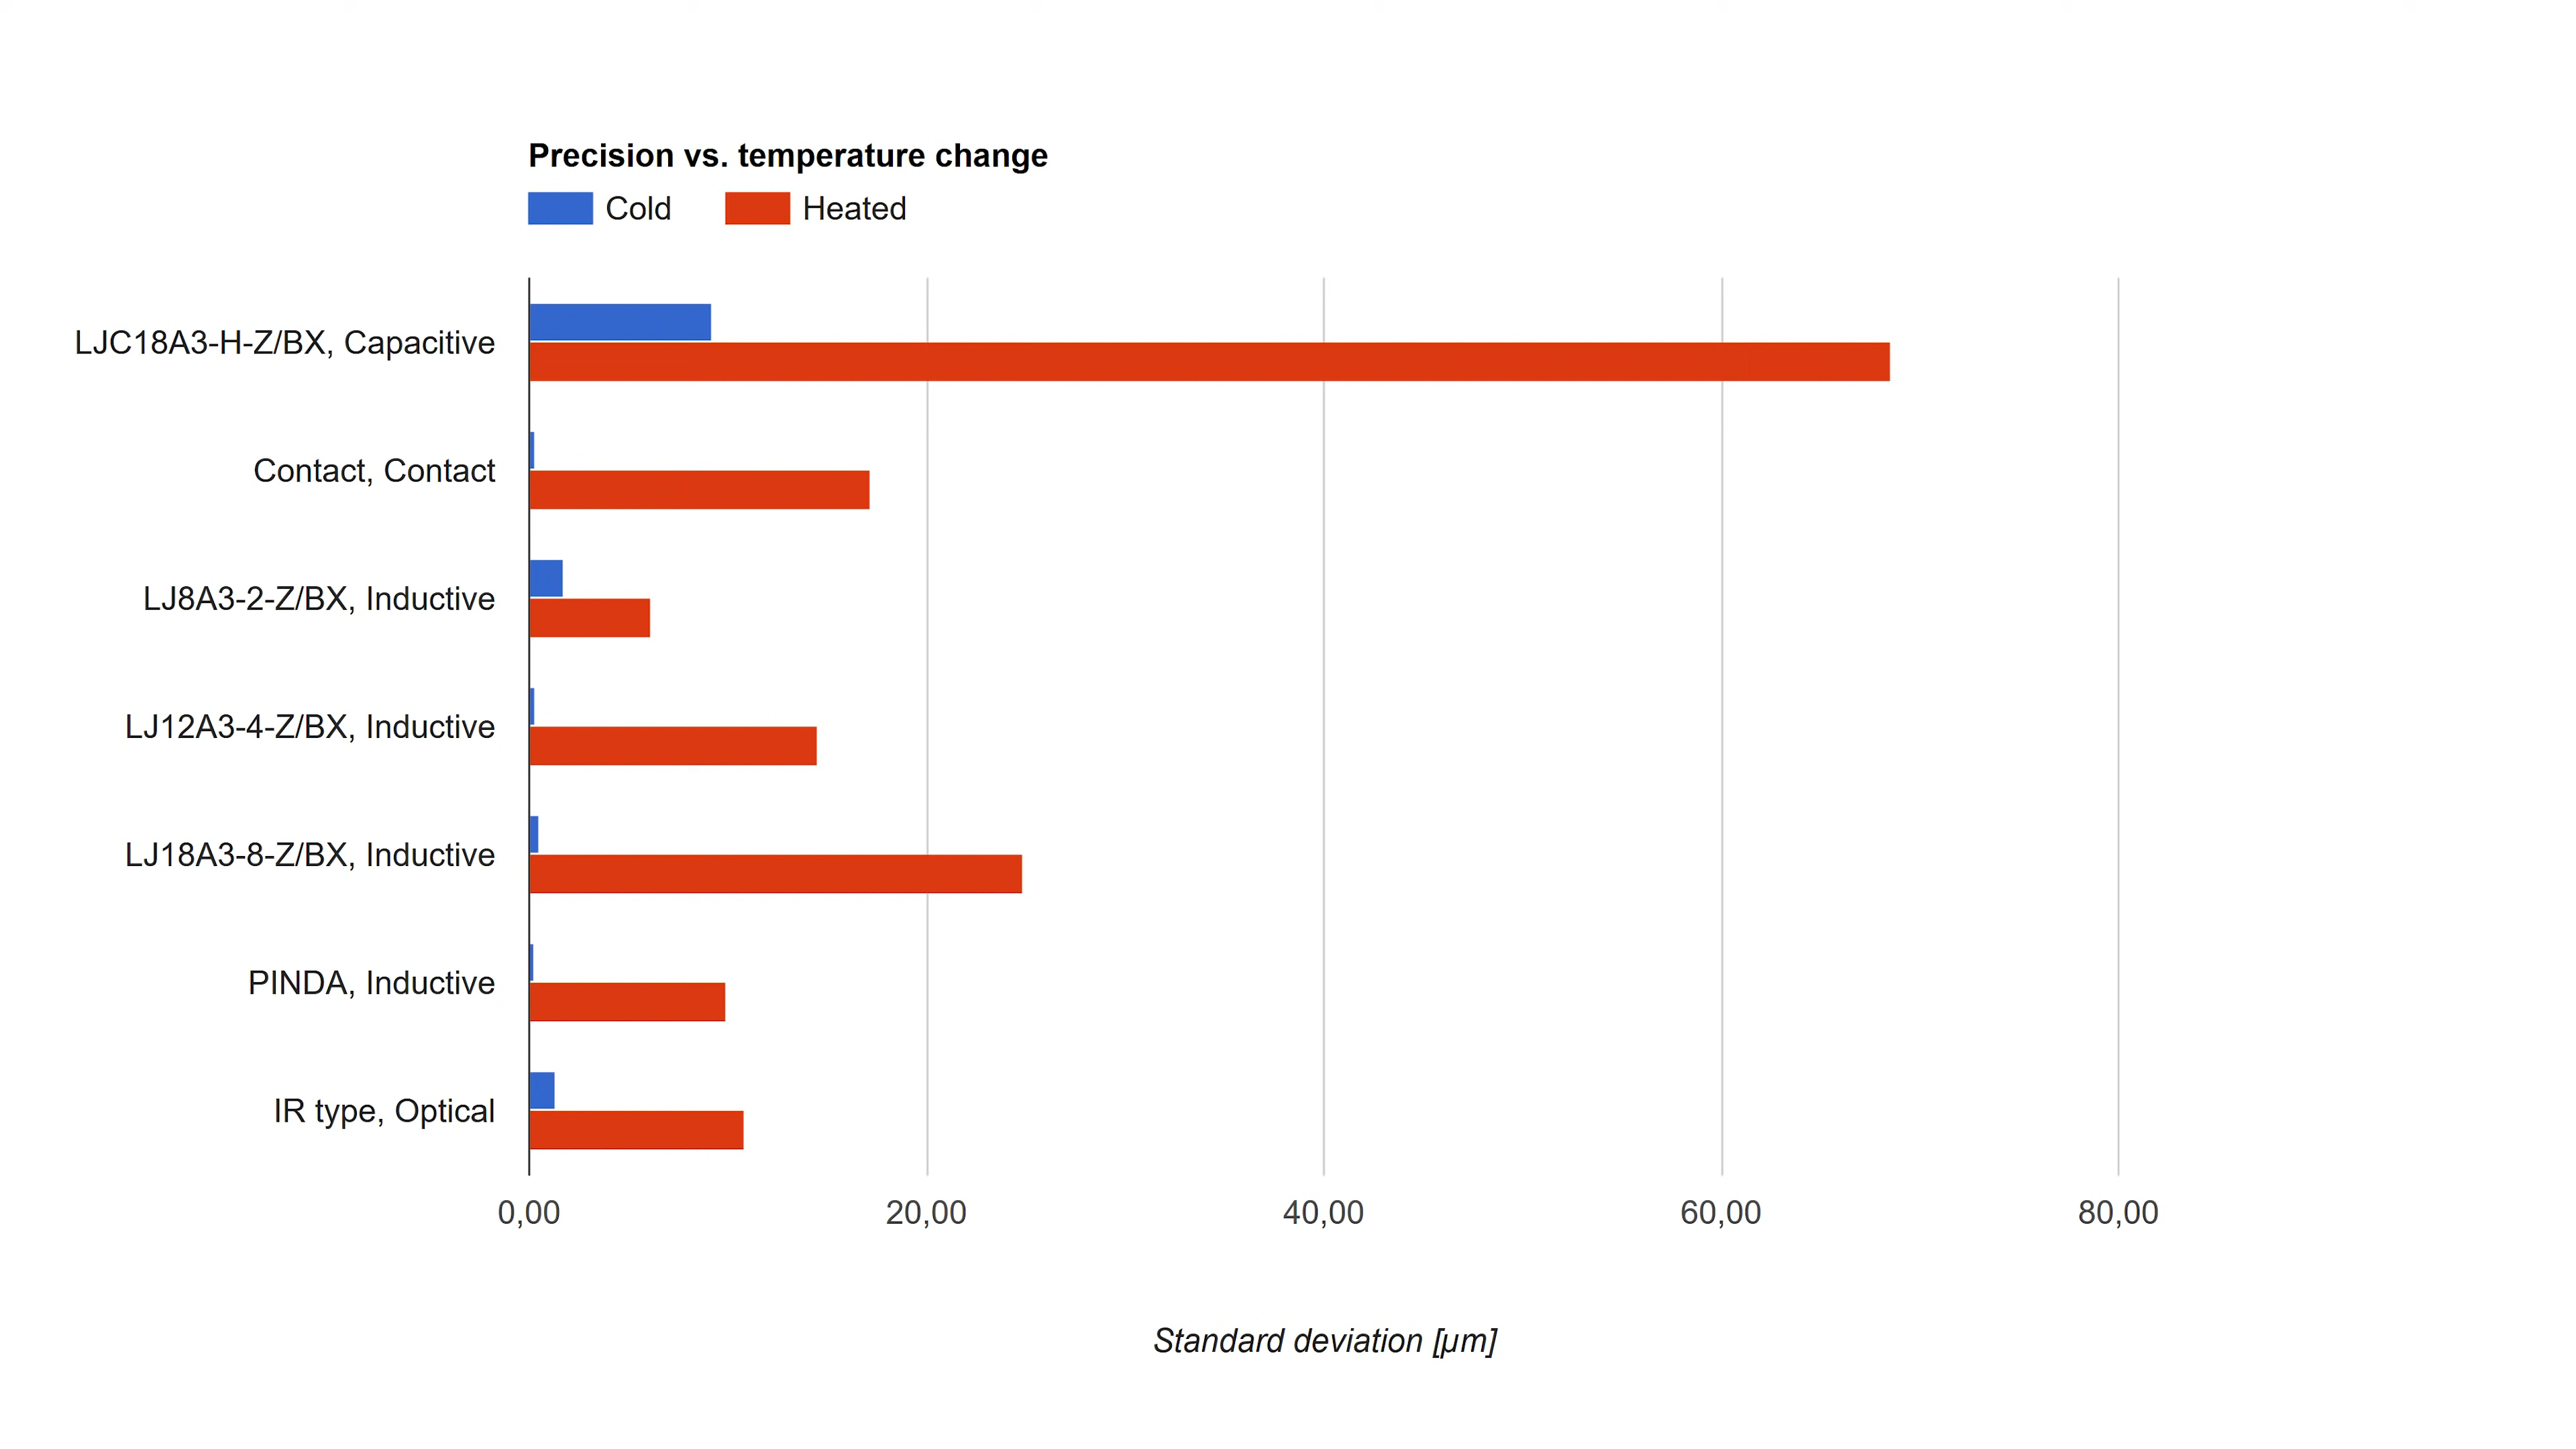 Precision vs. temperature change
Cold Heated
LJC18A3-H-Z/BX, Capacitive
Contact, Contact
LJ8A3-2-Z/BX, Inductive
LJ12A3-4-Z/BX, Inductive
LJ18A3-8-Z/BX, Inductive
PINDA, Inductive
IR type, Optical
0,00 20,00 40,00 60,00 80,00
Standard deviation [µm]